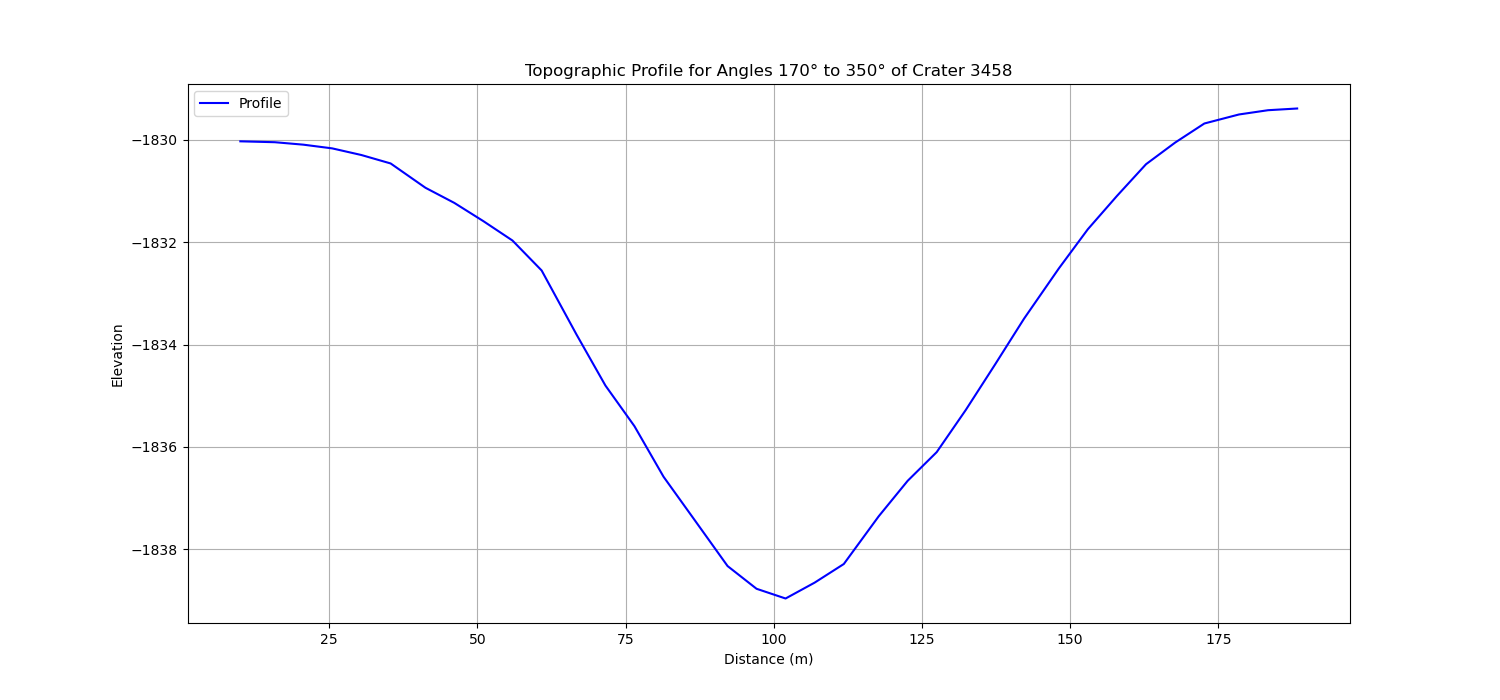 Topographic Profile for Angles 170° to 350° of Crater 3458
Profile
−1830
−1832
−1834
−1836
−1838
Elevation
25 50 75 100 125 150 175
Distance (m)